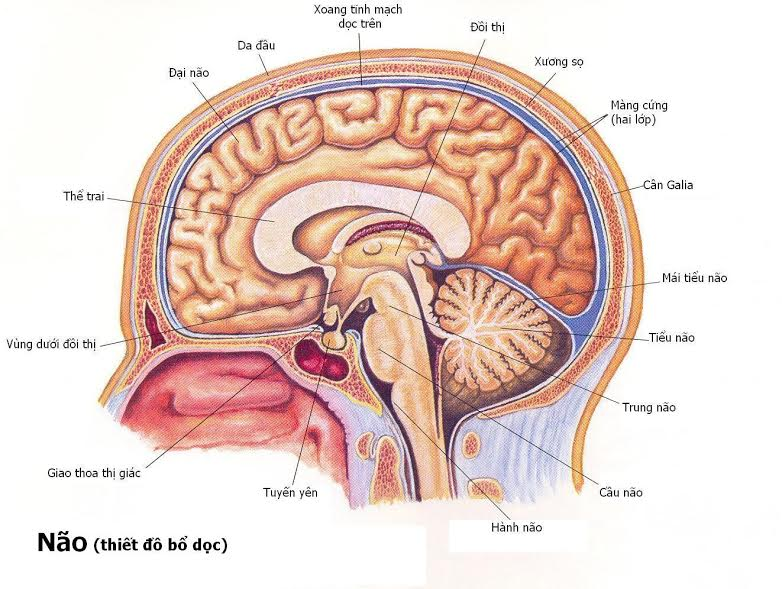 Xoang tính mạch
dọc trên
Đồi thị
Da đầu
Xương sọ
Đại não
Màng cứng
(hai lớp)
Cân Galia
Thể trai
Mái tiểu não
Vùng dưới đồi thị
Tiểu não
Trung não
Giao thoa thị giác
Tuyến yên
Cầu não
Hành não
Não (thiết đồ bổ dọc)